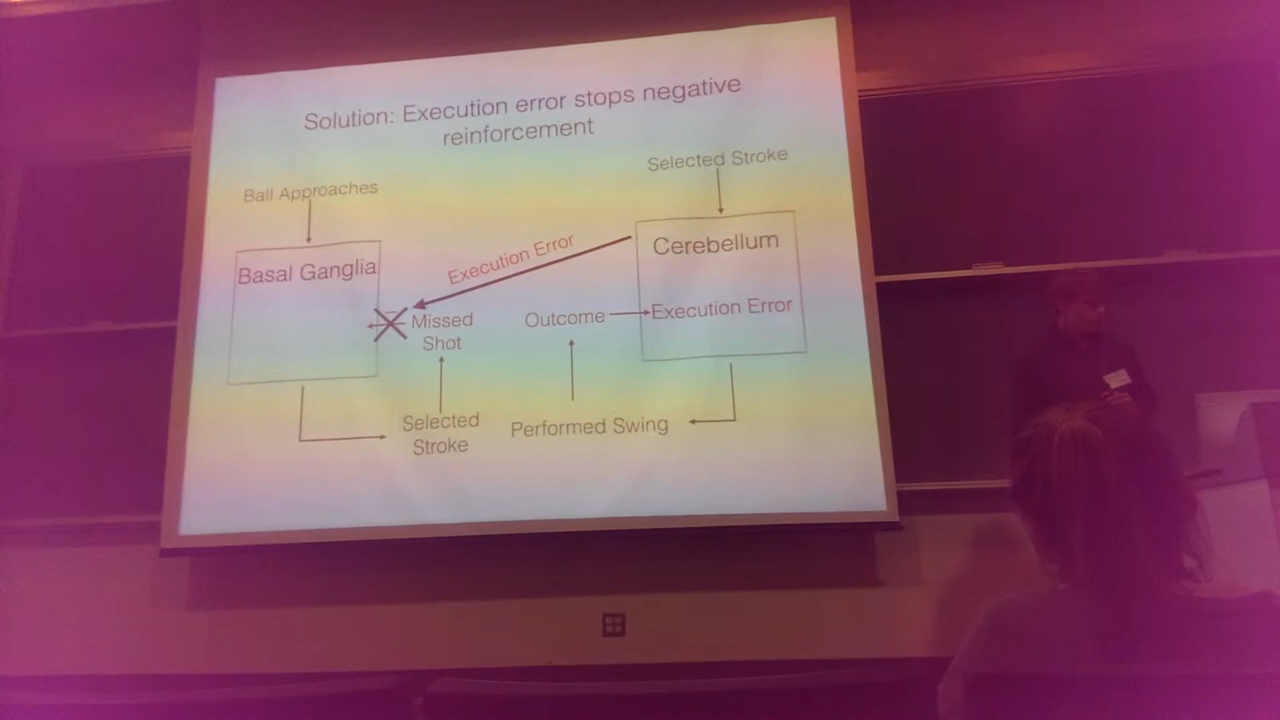 Solution: Execution error stops negative
reinforcement
Selected Stroke
Ball Approaches
Cerebellum
Basal Ganglia
Execution Error
Missed
Shot
Outcome
Execution Error
Selected
Stroke
Performed Swing